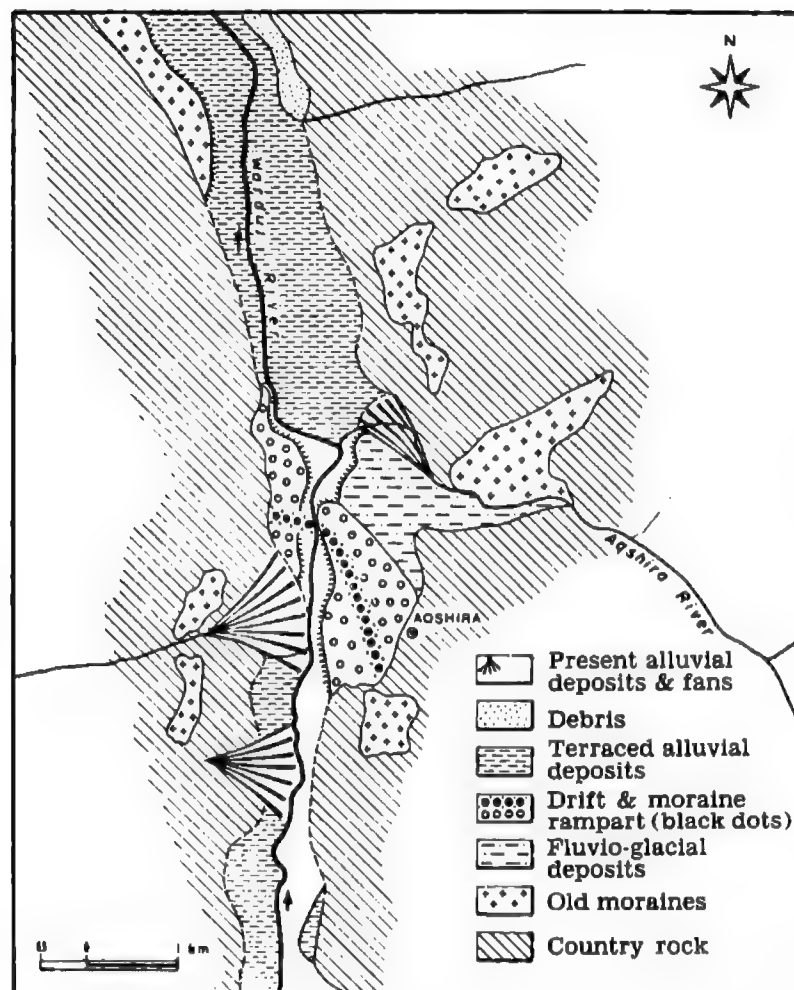 N
Warduj River
Aqshira River
AQSHIRA
Present alluvial
deposits & fans
Debris
Terraced alluvial
deposits
Drift & moraine
rampart (black dots)
Fluvio-glacial
deposits
Old moraines
Country rock
1 km